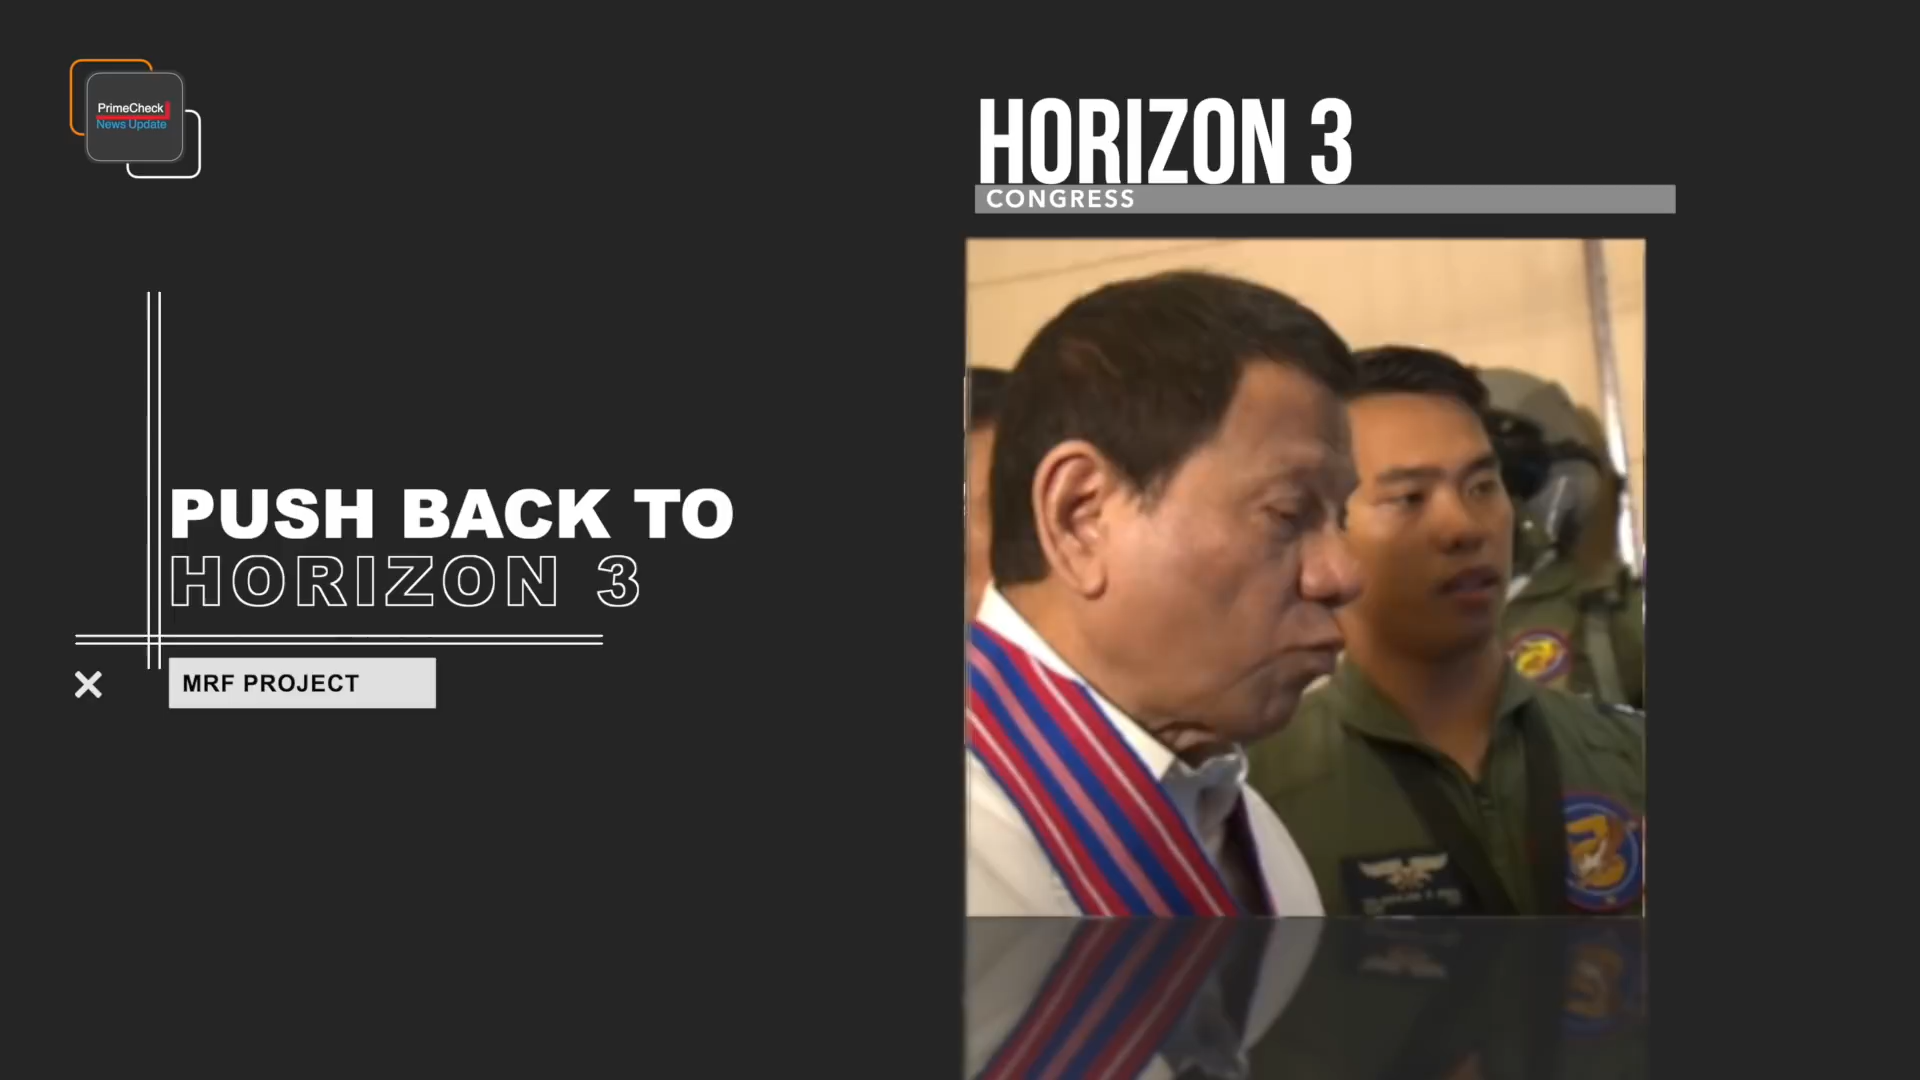 PrimeCheck
News Update
HORIZON 3
CONGRESS
PUSH BACK TO
HORIZON 3
MRF PROJECT